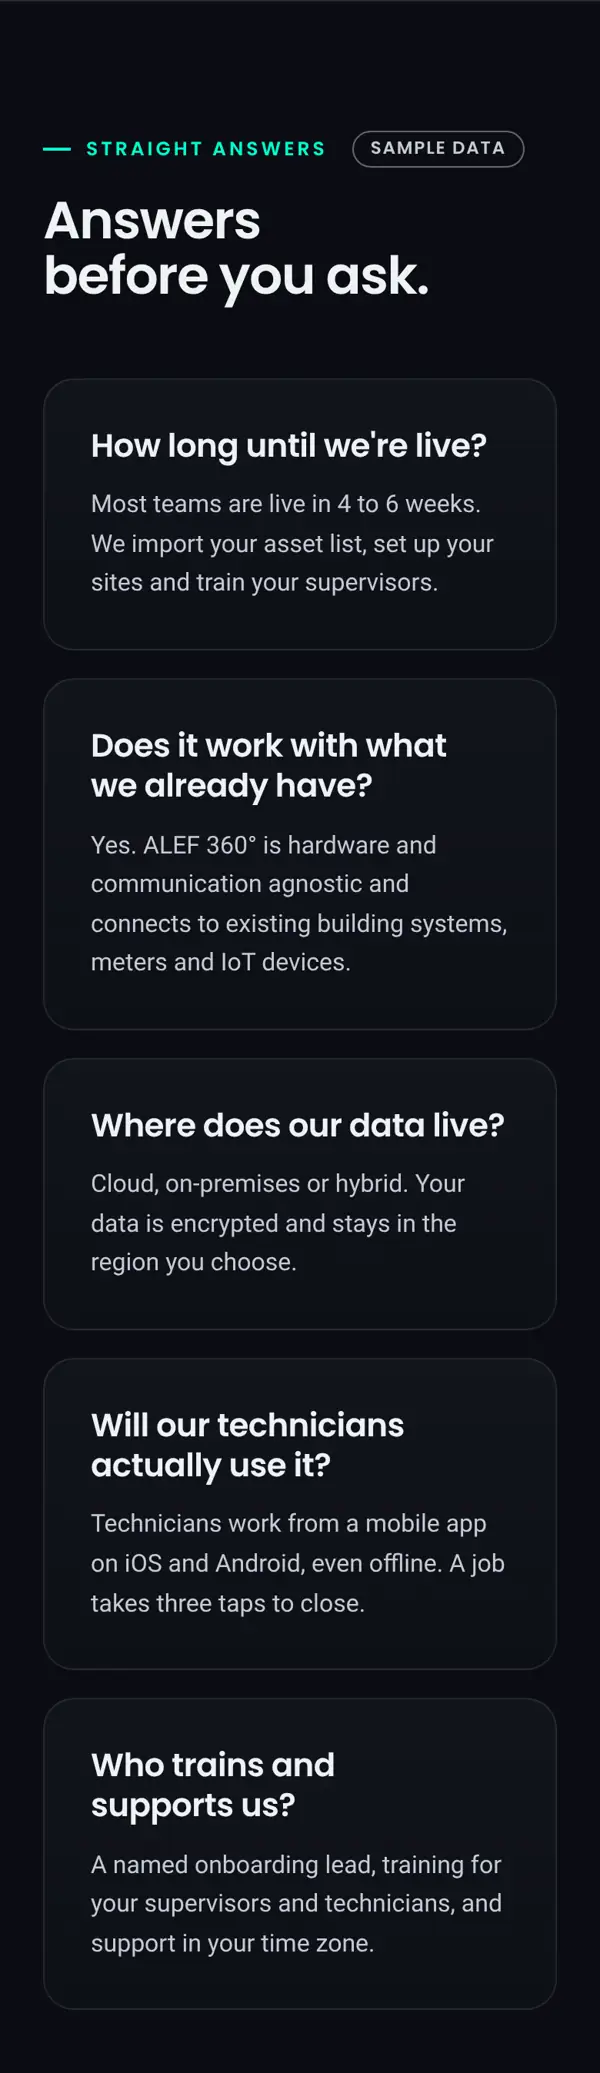 STRAIGHT ANSWERS SAMPLE DATA
Answers
before you ask.
How long until we're live?
Most teams are live in 4 to 6 weeks.
We import your asset list, set up your
sites and train your supervisors.
Does it work with what
we already have?
Yes. ALEF 360° is hardware and
communication agnostic and
connects to existing building systems,
meters and IoT devices.
Where does our data live?
Cloud, on-premises or hybrid. Your
data is encrypted and stays in the
region you choose.
Will our technicians
actually use it?
Technicians work from a mobile app
on iOS and Android, even offline. A job
takes three taps to close.
Who trains and
supports us?
A named onboarding lead, training for
your supervisors and technicians, and
support in your time zone.